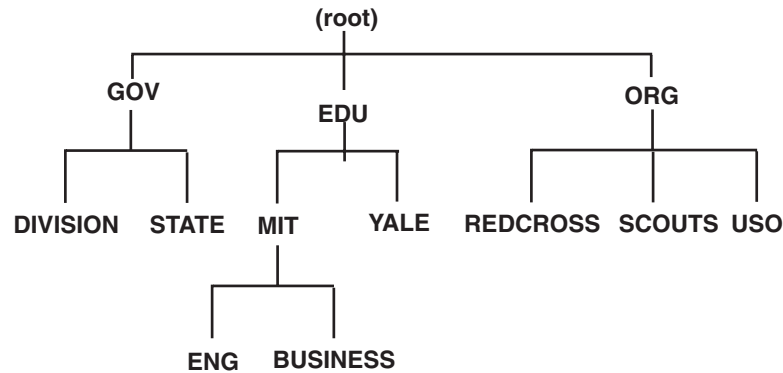 (root)
GOV
EDU
ORG
DIVISION STATE MIT YALE REDCROSS SCOUTS USO
ENG BUSINESS